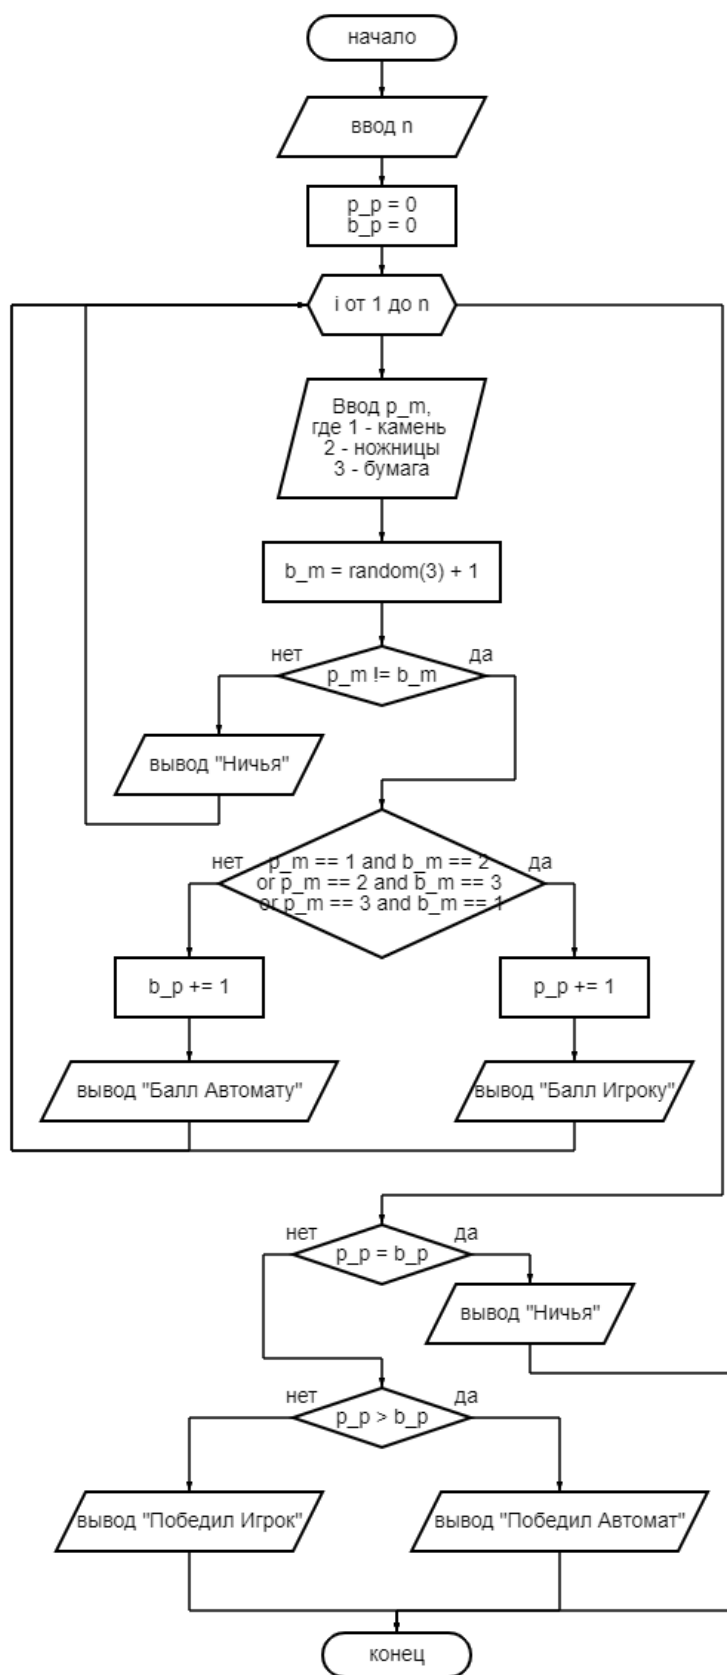 начало
ввод n
p_p = 0
b_p = 0
i от 1 до n
Ввод p_m,
где 1 - камень
2 - ножницы
3 - бумага
b_m = random(3) + 1
нет
да
p_m != b_m
вывод "Ничья"
нет
да
p_m == 1 and b_m == 2
or p_m == 2 and b_m == 3
or p_m == 3 and b_m == 1
b_p += 1
p_p += 1
вывод "Балл Автомату"
вывод "Балл Игроку"
нет
да
p_p = b_p
вывод "Ничья"
нет
да
p_p > b_p
вывод "Победил Игрок"
вывод "Победил Автомат"
конец